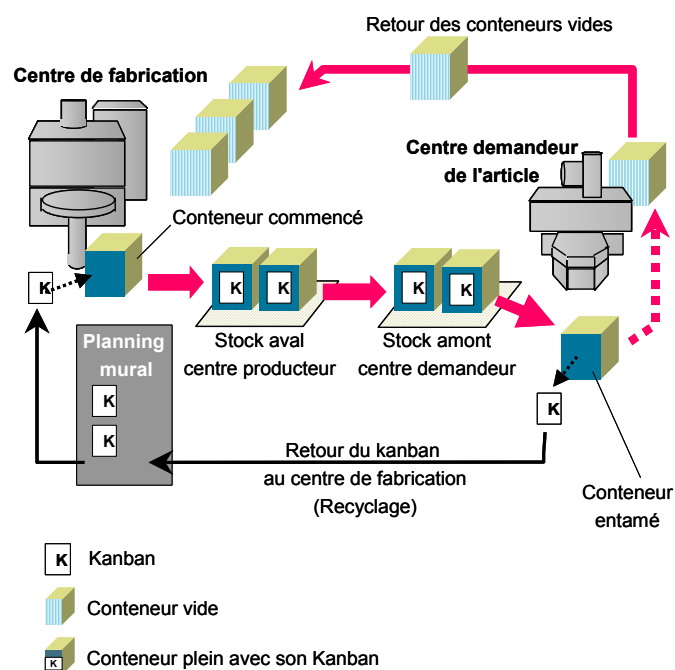 Retour des conteneurs vides
Centre de fabrication
Centre demandeur
de l'article
Conteneur commencé
K
K
K
K
K
Stock aval
centre producteur
Stock amont
centre demandeur
Planning
mural
K
K
K
Retour du kanban
au centre de fabrication
(Recyclage)
Conteneur
entamé
K
Kanban
Conteneur vide
K
Conteneur plein avec son Kanban